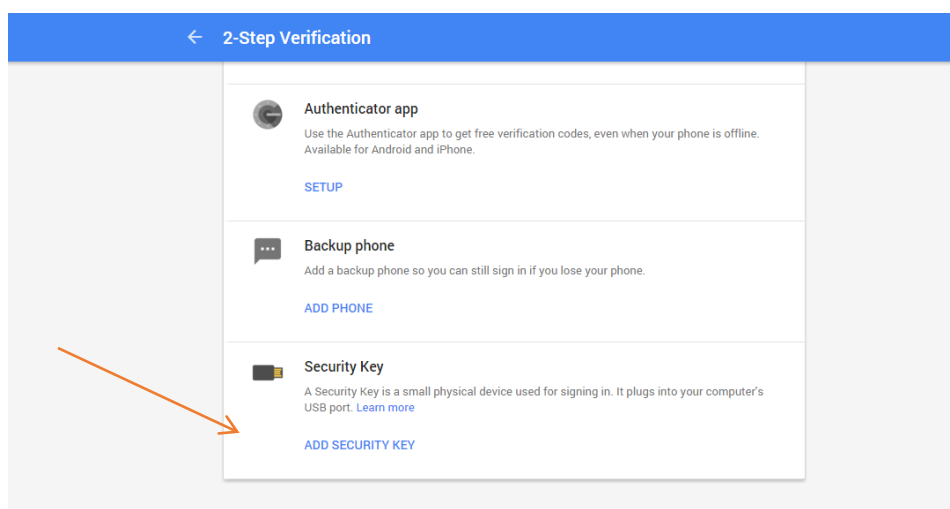 2-Step Verification
Authenticator app
Use the Authenticator app to get free verification codes, even when your phone is offline.
Available for Android and iPhone.
SETUP
Backup phone
Add a backup phone so you can still sign in if you lose your phone.
ADD PHONE
Security Key
A Security Key is a small physical device used for signing in. It plugs into your computer's
USB port. Learn more
ADD SECURITY KEY